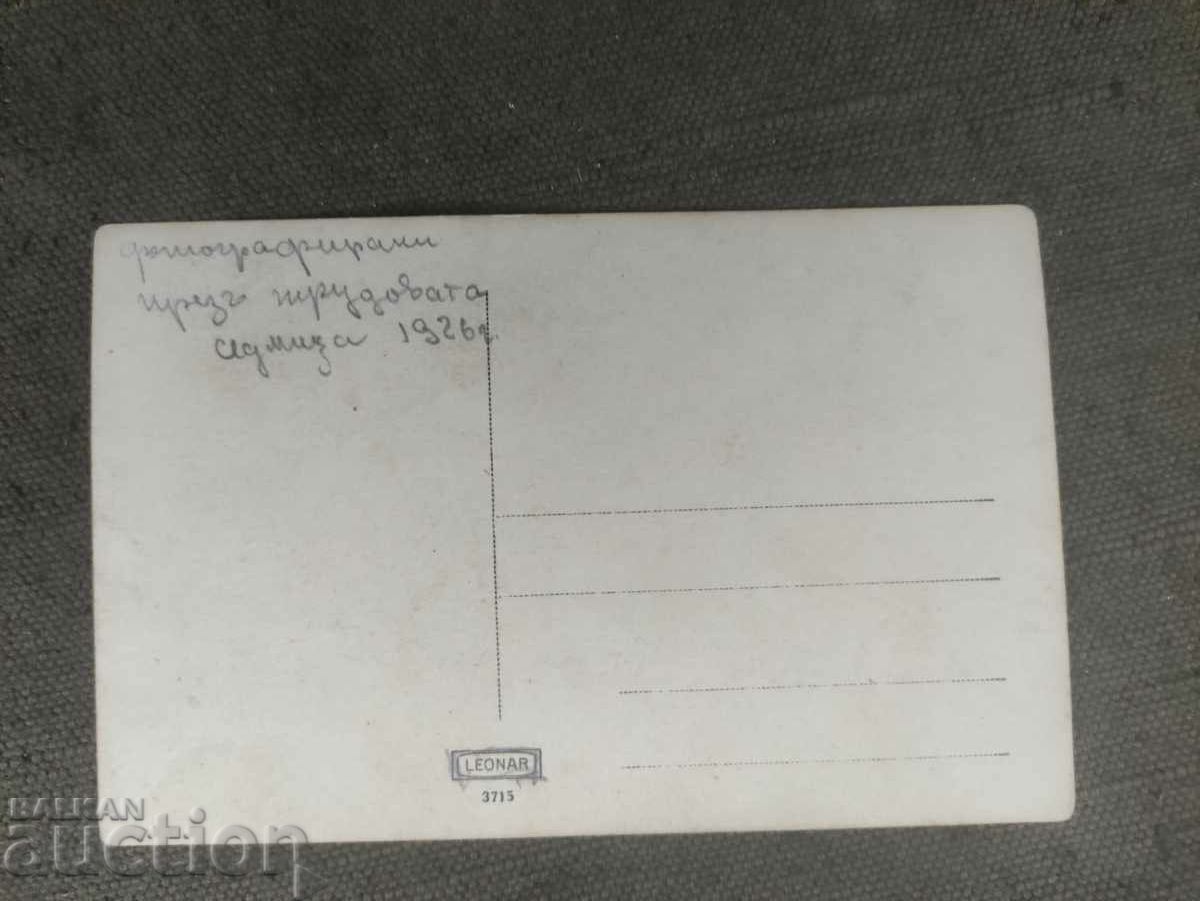 фотографирани
презъ трудовата
седмица 1926 г.
LEONAR
3715
BALKAN
auction